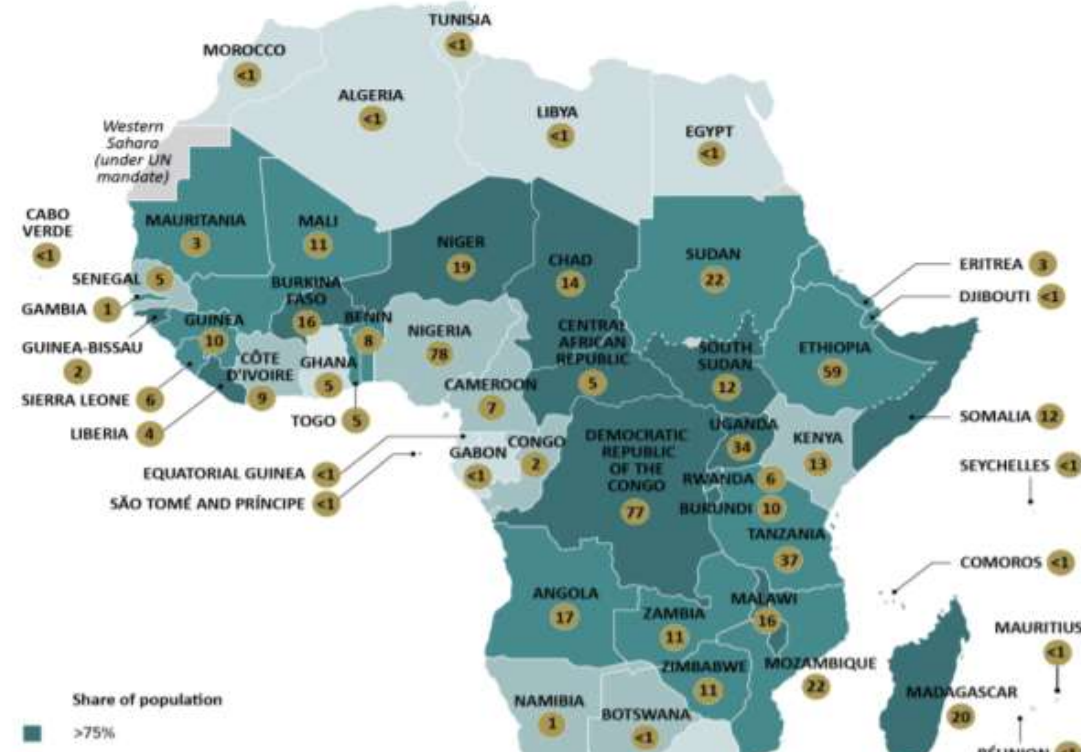 TUNISIA
<1
MOROCCO
<1
ALGERIA
<1
LIBYA
<1
EGYPT
<1
Western
Sahara
(under UN
mandate)
CABO
VERDE
<1
MAURITANIA
3
MALI
11
NIGER
19
CHAD
14
SUDAN
22
ERITREA 3
DJIBOUTI <1
SENEGAL 5
GAMBIA 1
BURKINA
FASO
16
BENIN
8
NIGERIA
78
CENTRAL
AFRICAN
REPUBLIC
5
SOUTH
SUDAN
12
ETHIOPIA
59
GUINEA
10
GUINEA-BISSAU
2
CÔTE
D'IVOIRE
9
GHANA
5
SIERRA LEONE 6
LIBERIA 4
TOGO 5
CAMEROON
7
SOMALIA 12
UGANDA
34
KENYA
13
EQUATORIAL GUINEA <1
SÃO TOMÉ AND PRÍNCIPE <1
GABON
<1
CONGO
2
DEMOCRATIC
REPUBLIC
OF THE
CONGO
77
RWANDA 6
BURUNDI 10
SEYCHELLES <1
TANZANIA
37
COMOROS <1
ANGOLA
17
ZAMBIA
11
MALAWI
16
MAURITIUS
<1
ZIMBABWE
11
MOZAMBIQUE
22
MADAGASCAR
20
NAMIBIA
1
BOTSWANA
<1
Share of population
>75%